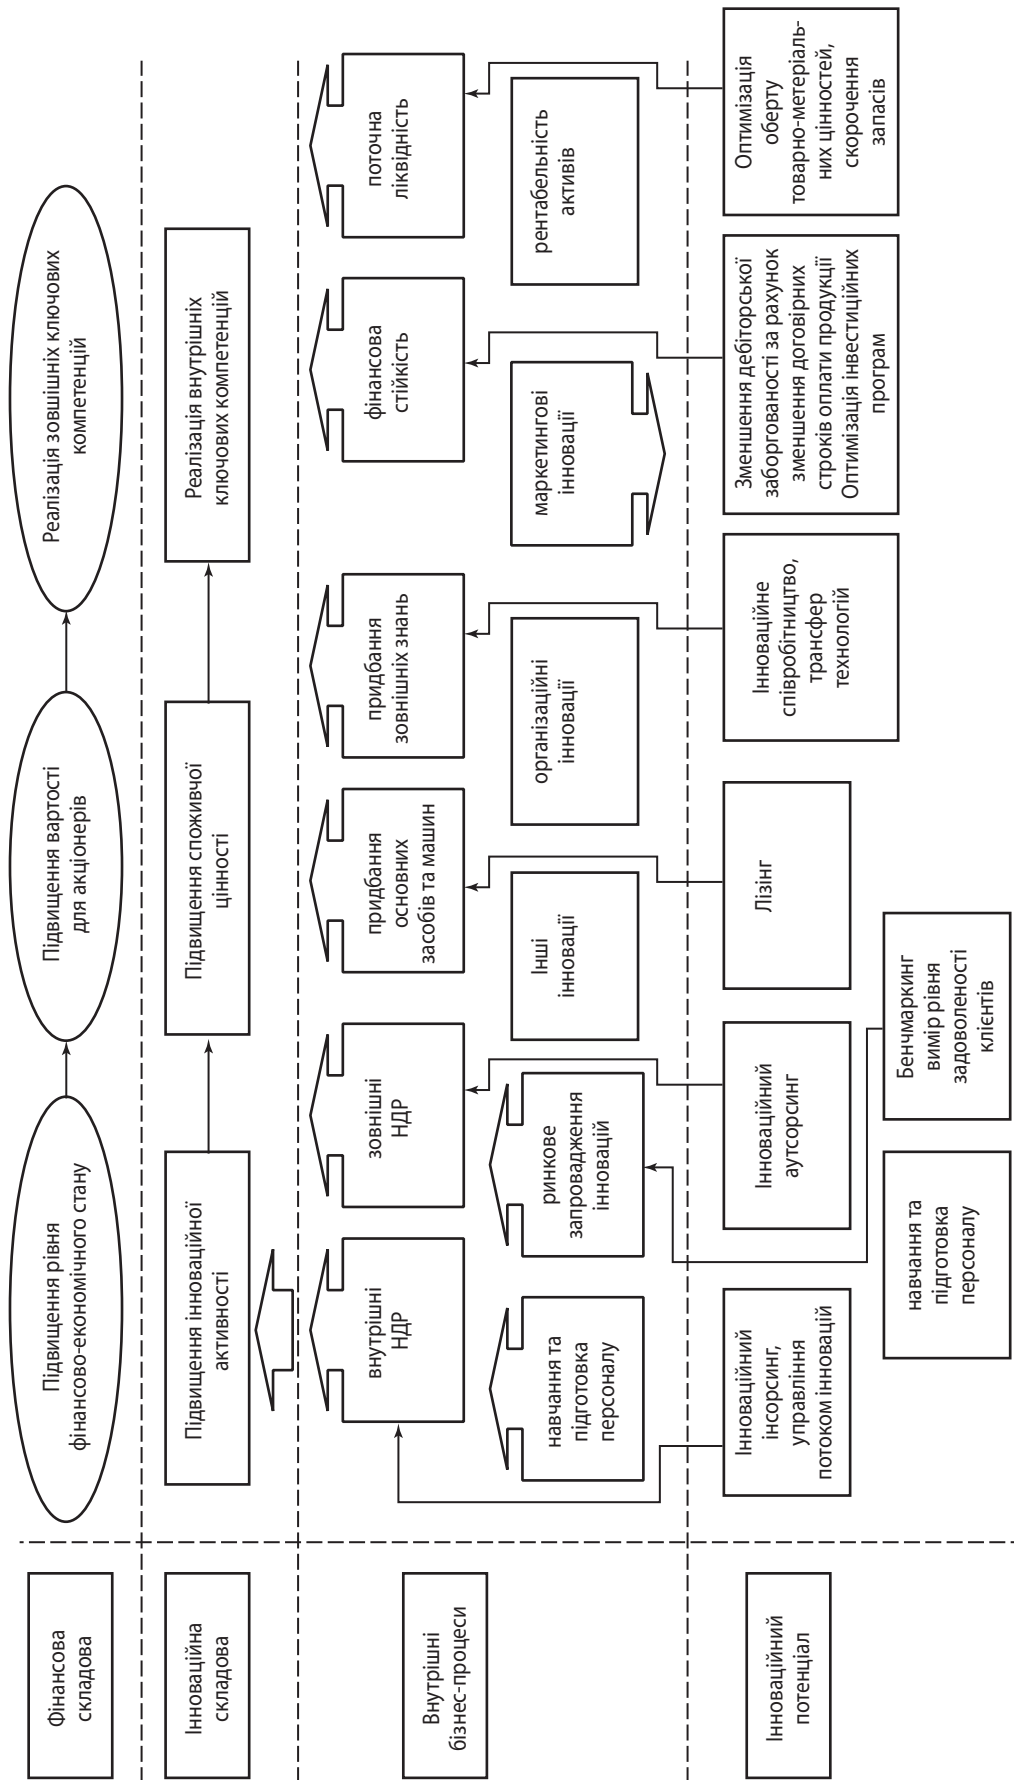 Фінансова
складова
Підвищення рівня
фінансово-економічного стану
Підвищення вартості
для акціонерів
Реалізація зовнішніх ключових
компетенцій
Інноваційна
складова
Підвищення інноваційної
активності
Підвищення споживчої
цінності
Реалізація внутрішніх
ключових компетенцій
Внутрішні
бізнес-процеси
внутрішні
НДР
зовнішні
НДР
придбання
основних
засобів та машин
придбання
зовнішніх знань
фінансова
стійкість
поточна
ліквідність
навчання та
підготовка
персоналу
ринкове
запровадження
інновацій
Інші
інновації
організаційні
інновації
маркетингові
інновації
рентабельність
активів
Інноваційний
потенціал
Інноваційний
інсорсинг,
управління
потоком інновацій
Інноваційний
аутсорсинг
Лізінг
Інноваційне
співробітництво,
трансфер
технологій
Зменшення дебіторської
заборгованості за рахунок
зменшення договірних
строків оплати продукції
Оптимізація інвестиційних
програм
Оптимізація
оберту
товарно-метеріаль-
них цінностей,
скорочення
запасів
навчання та
підготовка
персоналу
Бенчмаркинг
вимір рівня
задоволеності
клієнтів